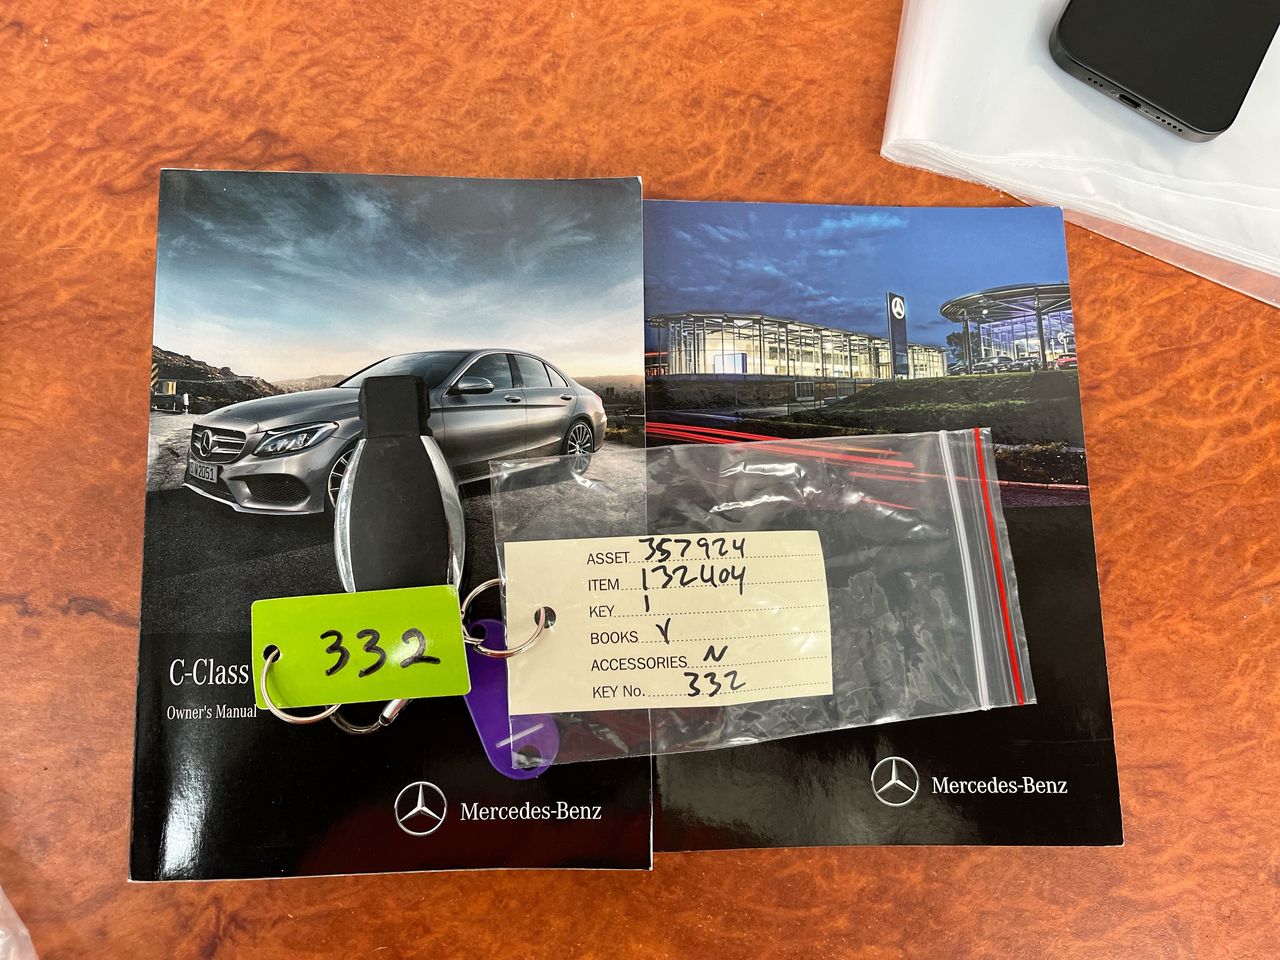 ASSET 357924
ITEM 132404
KEY 1
BOOKS Y
ACCESSORIES N
KEY No. 332
332
C-Class
Owner's Manual
Mercedes-Benz
Mercedes-Benz